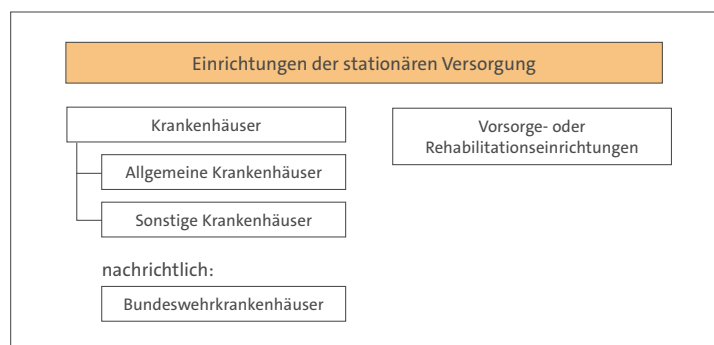 Einrichtungen der stationären Versorgung
Krankenhäuser
Allgemeine Krankenhäuser
Sonstige Krankenhäuser
nachrichtlich:
Bundeswehrkrankenhäuser
Vorsorge- oder
Rehabilitationseinrichtungen